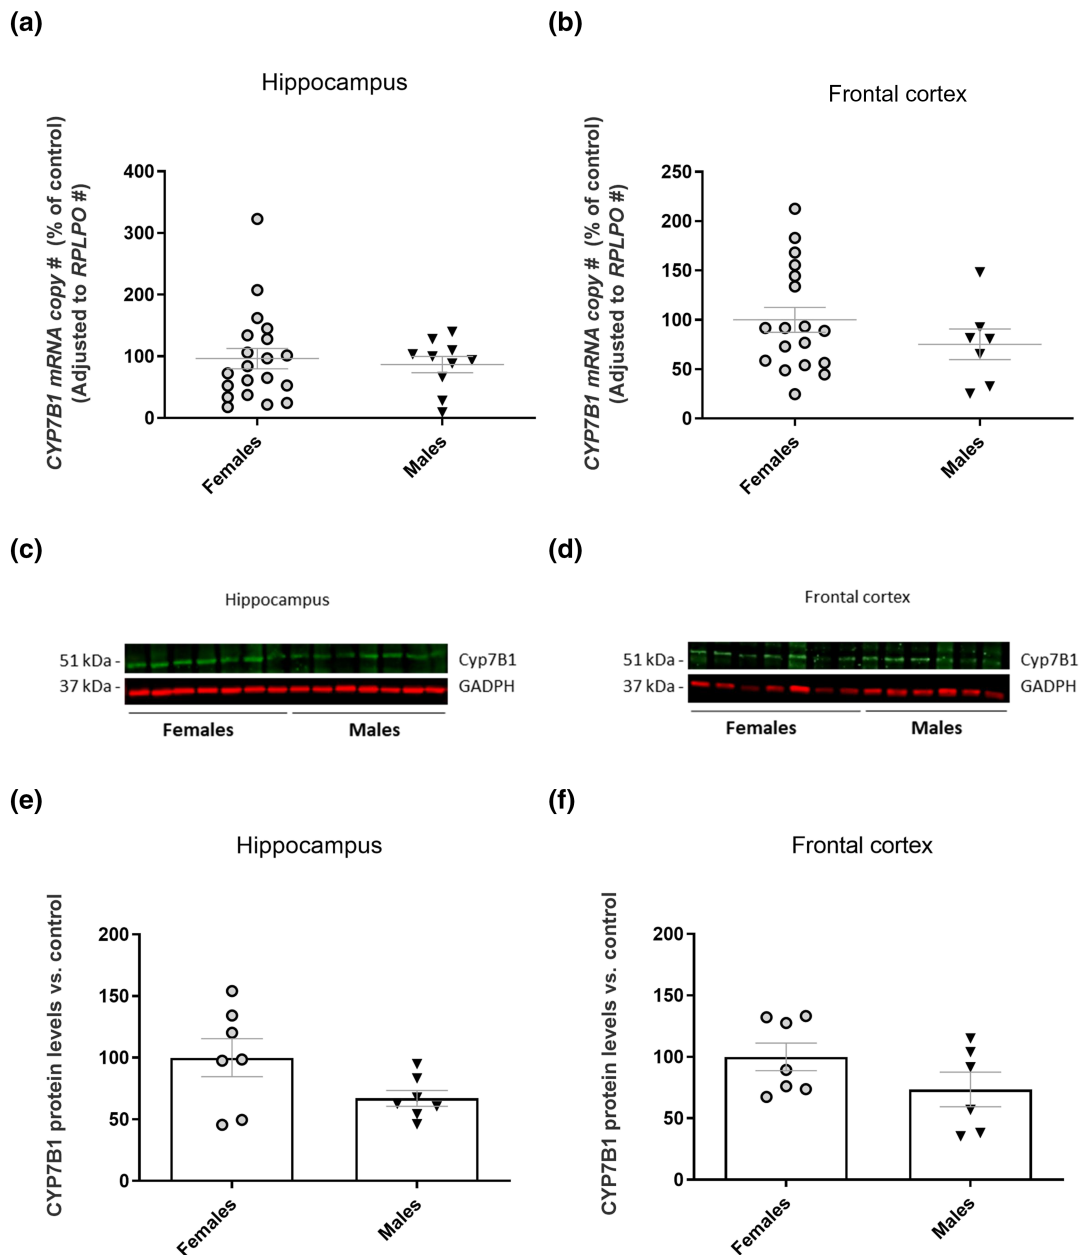 (a)
Hippocampus
CYP7B1 mRNA copy # (% of control)
(Adjusted to RPLPO #)
400
300
200
100
0
Females
Males
(b)
Frontal cortex
CYP7B1 mRNA copy # (% of control)
(Adjusted to RPLPO #)
250
200
150
100
50
0
Females
Males
(c)
Hippocampus
51 kDa -
Cyp7B1
37 kDa -
GADPH
Females
Males
(d)
Frontal cortex
51 kDa -
Cyp7B1
37 kDa -
GADPH
Females
Males
(e)
Hippocampus
CYP7B1 protein levels vs. control
200
150
100
50
0
Females
Males
(f)
Frontal cortex
CYP7B1 protein levels vs. control
200
150
100
50
0
Females
Males